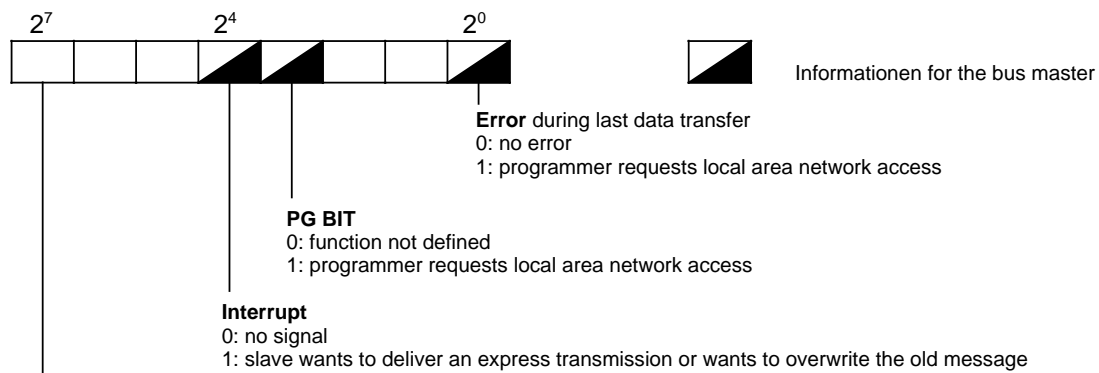 2⁷ 2⁴ 2⁰
Informationen for the bus master
Error during last data transfer
0: no error
1: programmer requests local area network access
PG BIT
0: function not defined
1: programmer requests local area network access
Interrupt
0: no signal
1: slave wants to deliver an express transmission or wants to overwrite the old message